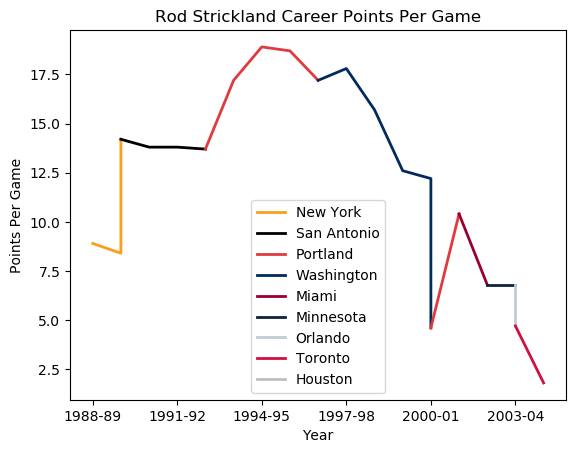 Rod Strickland Career Points Per Game
Points Per Game
17.5
15.0
12.5
10.0
7.5
5.0
2.5
New York
San Antonio
Portland
Washington
Miami
Minnesota
Orlando
Toronto
Houston
1988-89 1991-92 1994-95 1997-98 2000-01 2003-04
Year